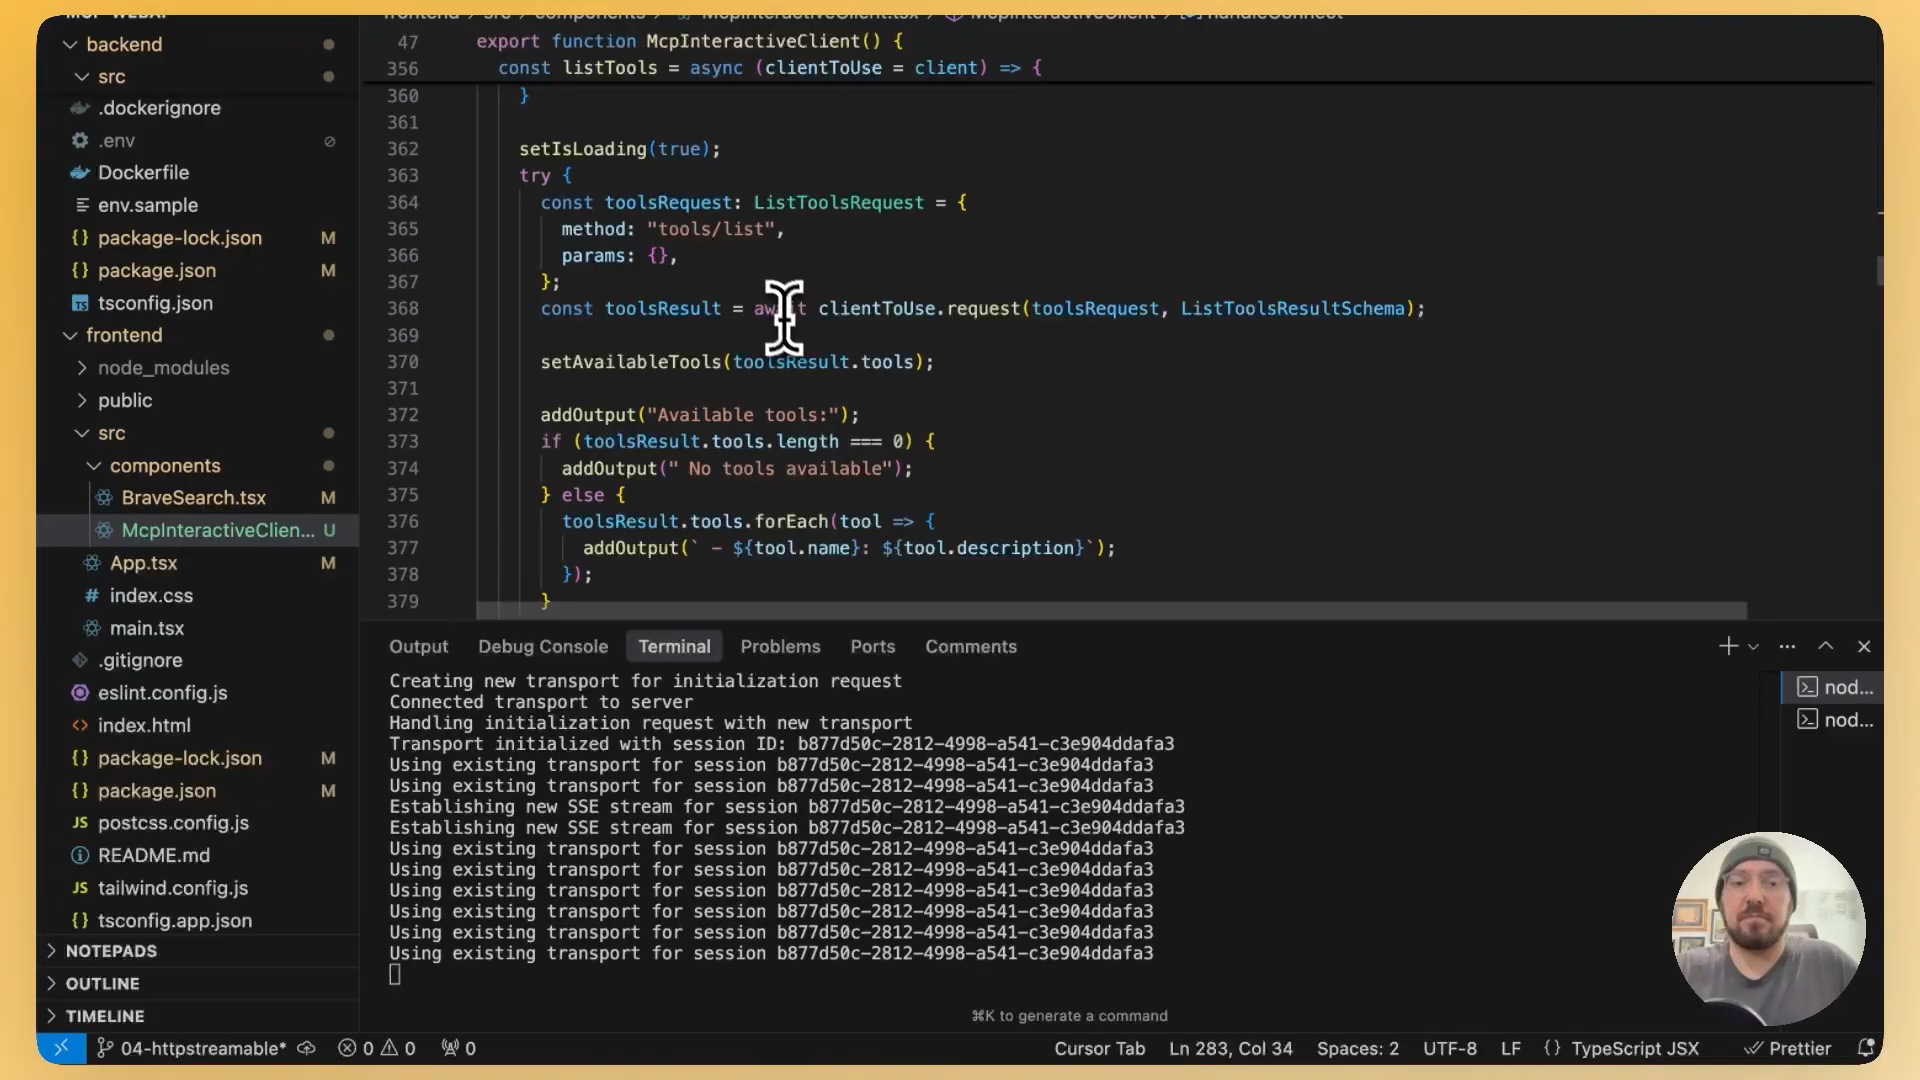 backend
src
.dockerignore
.env
Dockerfile
env.sample
package-lock.json M
package.json M
tsconfig.json
frontend
node_modules
public
src
components
BraveSearch.tsx M
McpInteractiveClien... U
App.tsx M
index.css
main.tsx
.gitignore
eslint.config.js
index.html
package-lock.json M
package.json M
postcss.config.js
README.md
tailwind.config.js
tsconfig.app.json
NOTEPADS
OUTLINE
TIMELINE
47 export function McpInteractiveClient() {
356 const listTools = async (clientToUse = client) => {
360 }
361
362 setIsLoading(true);
363 try {
364 const toolsRequest: ListToolsRequest = {
365 method: "tools/list",
366 params: {},
367 };
368 const toolsResult = await clientToUse.request(toolsRequest, ListToolsResultSchema);
369
370 setAvailableTools(toolsResult.tools);
371
372 addOutput("Available tools:");
373 if (toolsResult.tools.length === 0) {
374 addOutput(" No tools available");
375 } else {
376 toolsResult.tools.forEach(tool => {
377 addOutput(` - ${tool.name}: ${tool.description}`);
378 });
379 }
Output Debug Console Terminal Problems Ports Comments
Creating new transport for initialization request
Connected transport to server
Handling initialization request with new transport
Transport initialized with session ID: b877d50c-2812-4998-a541-c3e904ddafa3
Using existing transport for session b877d50c-2812-4998-a541-c3e904ddafa3
Using existing transport for session b877d50c-2812-4998-a541-c3e904ddafa3
Establishing new SSE stream for session b877d50c-2812-4998-a541-c3e904ddafa3
Establishing new SSE stream for session b877d50c-2812-4998-a541-c3e904ddafa3
Using existing transport for session b877d50c-2812-4998-a541-c3e904ddafa3
Using existing transport for session b877d50c-2812-4998-a541-c3e904ddafa3
Using existing transport for session b877d50c-2812-4998-a541-c3e904ddafa3
Using existing transport for session b877d50c-2812-4998-a541-c3e904ddafa3
Using existing transport for session b877d50c-2812-4998-a541-c3e904ddafa3
Using existing transport for session b877d50c-2812-4998-a541-c3e904ddafa3
nod...
nod...
⌘K to generate a command
04-httpstreamable* 0 0 0 Cursor Tab Ln 283, Col 34 Spaces: 2 UTF-8 LF {} TypeScript JSX Prettier